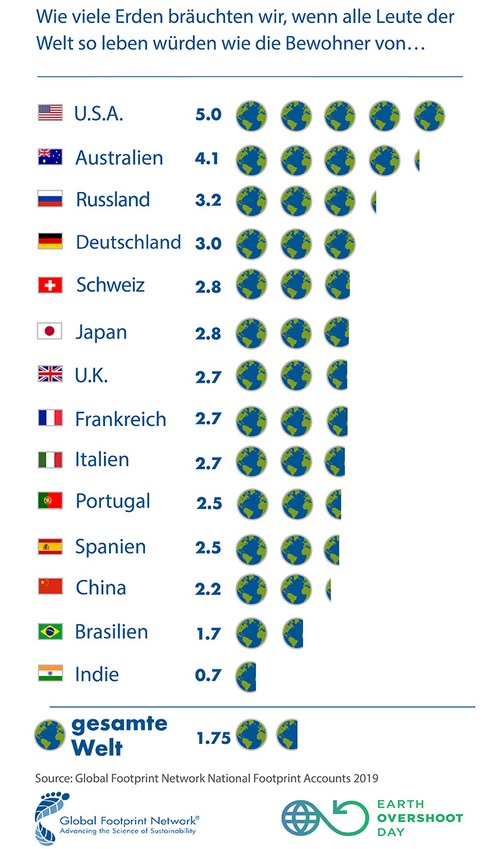 Wie viele Erden bräuchten wir, wenn alle Leute der
Welt so leben würden wie die Bewohner von...
U.S.A. 5.0
Australien 4.1
Russland 3.2
Deutschland 3.0
Schweiz 2.8
Japan 2.8
U.K. 2.7
Frankreich 2.7
Italien 2.7
Portugal 2.5
Spanien 2.5
China 2.2
Brasilien 1.7
Indie 0.7
gesamte
Welt 1.75
Source: Global Footprint Network National Footprint Accounts 2019
Global Footprint Network®
Advancing the Science of Sustainability
EARTH
OVERSHOOT
DAY